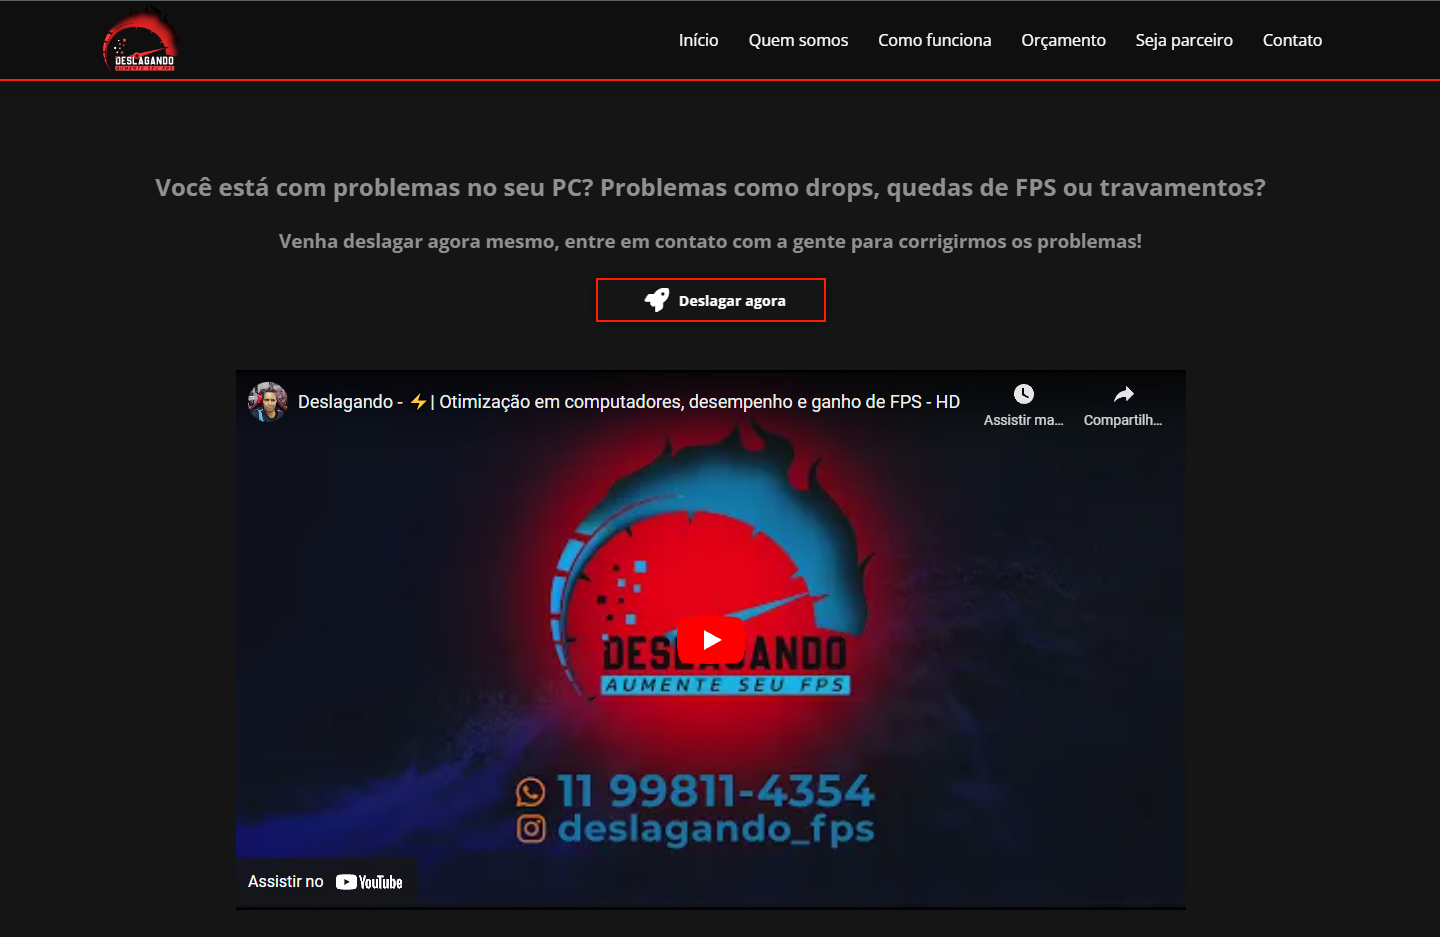 DESLAGANDO
AUMENTE SEU FPS
Início Quem somos Como funciona Orçamento Seja parceiro Contato
Você está com problemas no seu PC? Problemas como drops, quedas de FPS ou travamentos?
Venha deslagar agora mesmo, entre em contato com a gente para corrigirmos os problemas!
Deslagar agora
Deslagando - ⚡| Otimização em computadores, desempenho e ganho de FPS - HD
Assistir ma...
Compartilh...
DESLAGANDO
AUMENTE SEU FPS
11 99811-4354
deslagando_fps
Assistir no YouTube